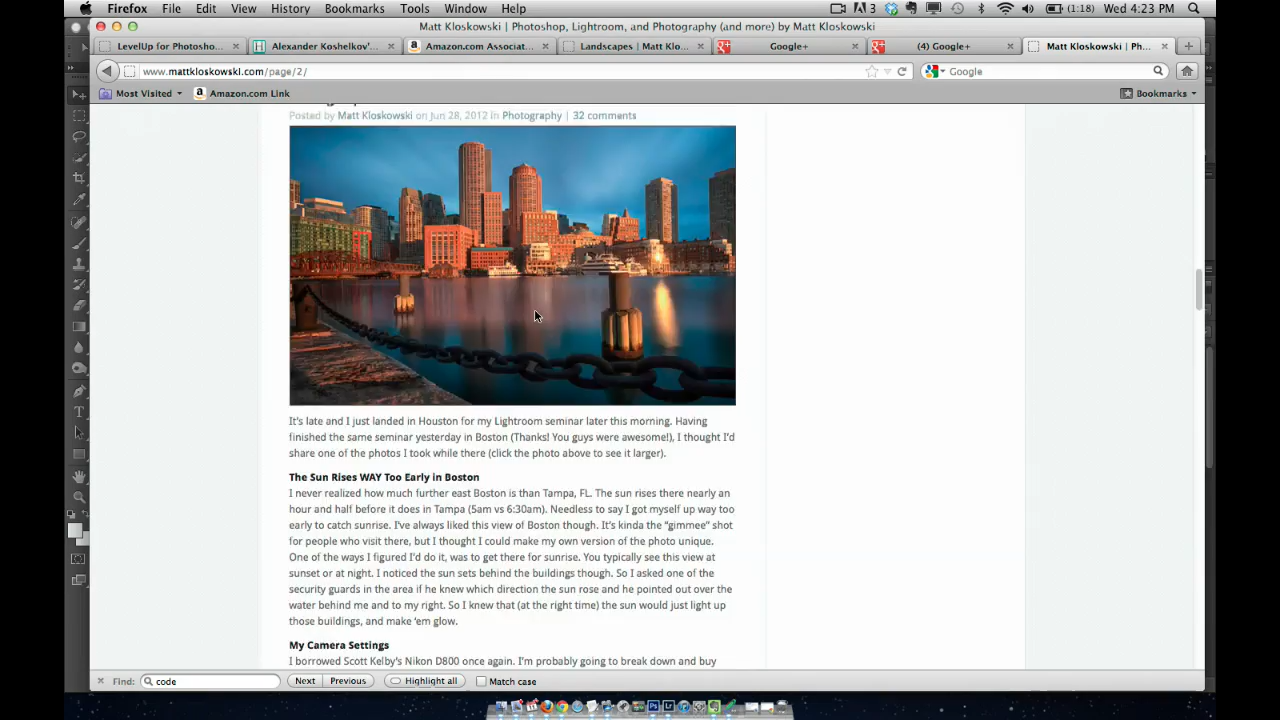 Firefox File Edit View History Bookmarks Tools Window Help 3 (1:18) Wed 4:23 PM
Matt Kloskowski | Photoshop, Lightroom, and Photography (and more) by Matt Kloskowski
LevelUp for Photosho... Alexander Koshelkov'... Amazon.com Associat... Landscapes | Matt Klo... Google+ (4) Google+ Matt Kloskowski | Ph...
www.mattkloskowski.com/page/2/ Google
Most Visited Amazon.com Link Bookmarks
Posted by Matt Kloskowski on Jun 28, 2012 in Photography | 32 comments
It's late and I just landed in Houston for my Lightroom seminar later this morning. Having
finished the same seminar yesterday in Boston (Thanks! You guys were awesome!), I thought I'd
share one of the photos I took while there (click the photo above to see it larger).
The Sun Rises WAY Too Early in Boston
I never realized how much further east Boston is than Tampa, FL. The sun rises there nearly an
hour and half before it does in Tampa (5am vs 6:30am). Needless to say I got myself up way too
early to catch sunrise. I've always liked this view of Boston though. It's kinda the "gimmee" shot
for people who visit there, but I thought I could make my own version of the photo unique.
One of the ways I figured I'd do it, was to get there for sunrise. You typically see this view at
sunset or at night. I noticed the sun sets behind the buildings though. So I asked one of the
security guards in the area if he knew which direction the sun rose and he pointed out over the
water behind me and to my right. So I knew that (at the right time) the sun would just light up
those buildings, and make 'em glow.
My Camera Settings
I borrowed Scott Kelby's Nikon D800 once again. I'm probably going to break down and buy
Find: code Next Previous Highlight all Match case